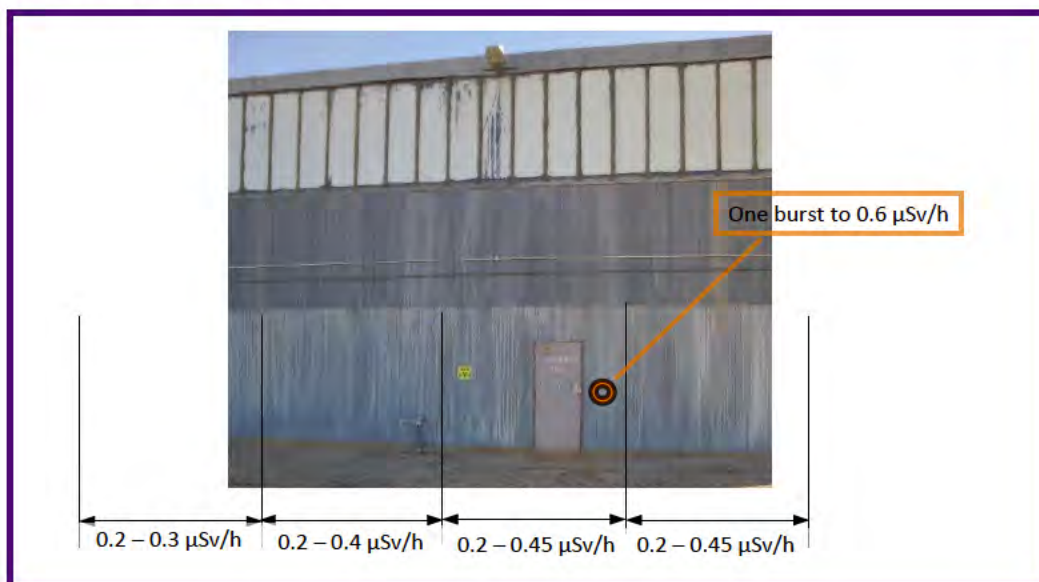 One burst to 0.6 µSv/h
0.2 – 0.3 µSv/h
0.2 – 0.4 µSv/h
0.2 – 0.45 µSv/h
0.2 – 0.45 µSv/h